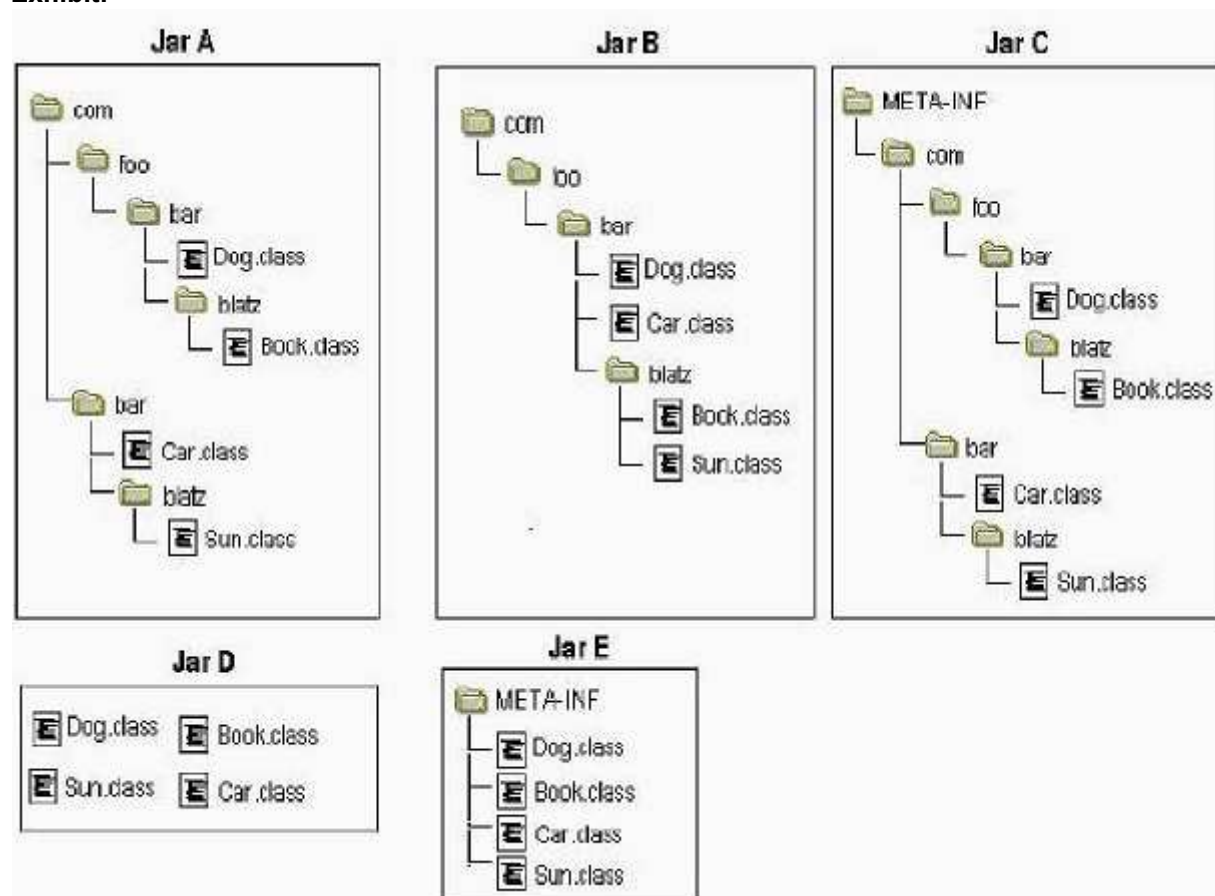 Exhibit:
Jar A
com
foo
bar
Dog.class
blatz
Book.class
bar
Car.class
blatz
Sun.class
Jar B
com
foo
bar
Dog.class
Car.class
blatz
Book.class
Sun.class
Jar C
META-INF
com
foo
bar
Dog.class
blatz
Book.class
bar
Car.class
blatz
Sun.class
Jar D
Dog.class
Book.class
Sun.class
Car.class
Jar E
META-INF
Dog.class
Book.class
Car.class
Sun.class